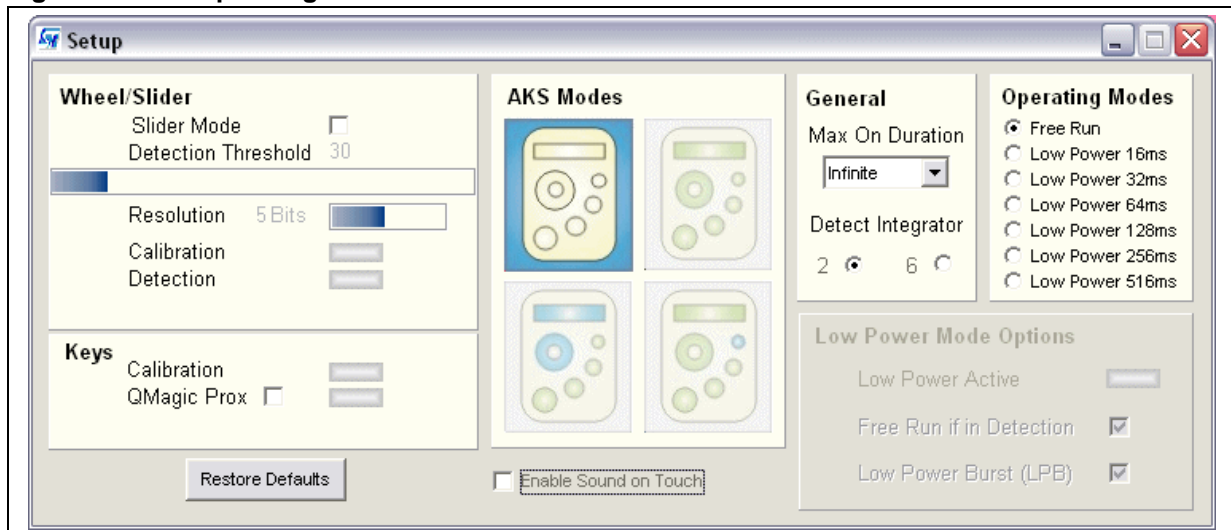 Setup
Wheel/Slider
Slider Mode
Detection Threshold 30
Resolution 5 Bits
Calibration
Detection
Keys
Calibration
QMagic Prox
Restore Defaults
AKS Modes
Enable Sound on Touch
General
Max On Duration
Infinite
Detect Integrator
2 6
Operating Modes
Free Run
Low Power 16ms
Low Power 32ms
Low Power 64ms
Low Power 128ms
Low Power 256ms
Low Power 516ms
Low Power Mode Options
Low Power Active
Free Run if in Detection
Low Power Burst (LPB)